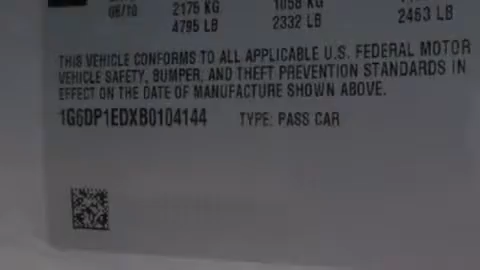 08/10 2175 KG 1058 KG
4795 LB 2332 LB 2463 LB
THIS VEHICLE CONFORMS TO ALL APPLICABLE U.S. FEDERAL MOTOR
VEHICLE SAFETY, BUMPER, AND THEFT PREVENTION STANDARDS IN
EFFECT ON THE DATE OF MANUFACTURE SHOWN ABOVE.
1G6DP1EDXB0104144 TYPE: PASS CAR